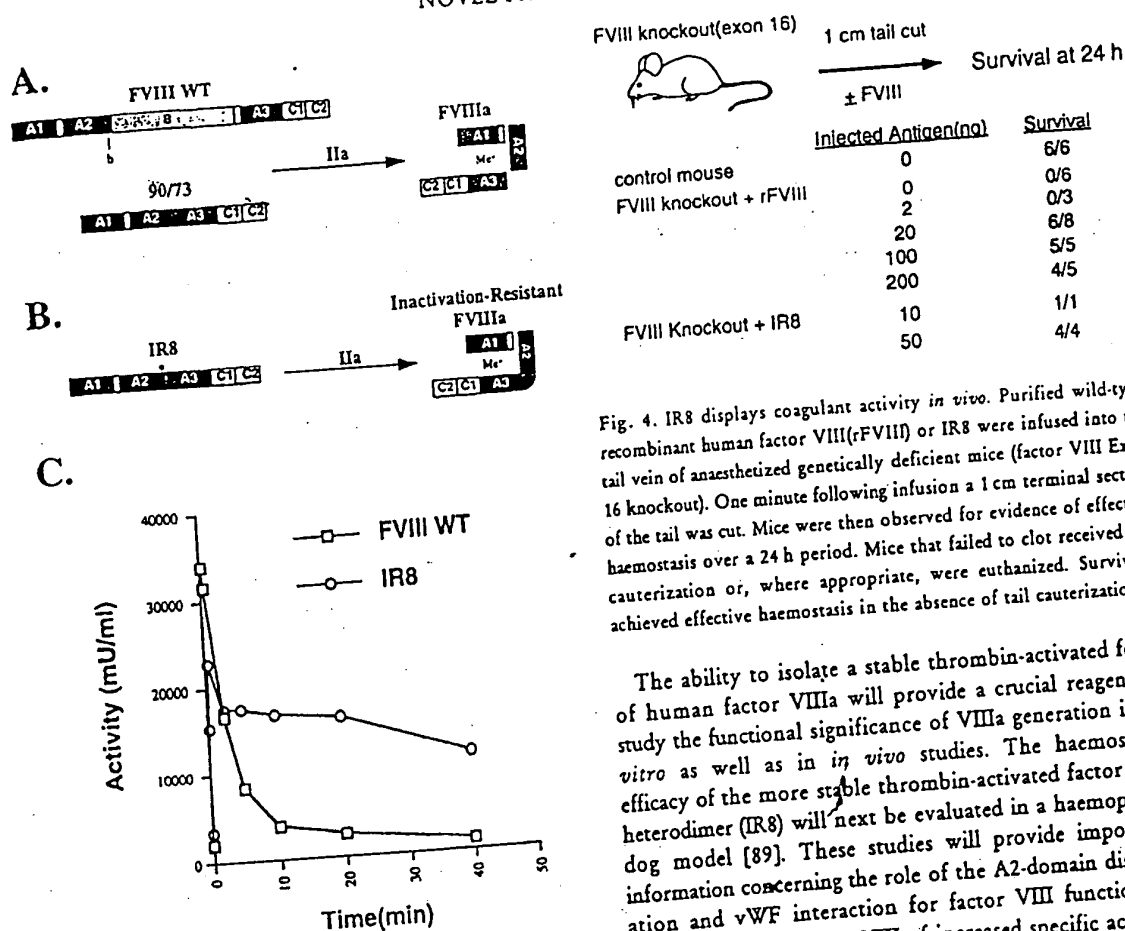 A.
FVIII WT
A1 A2 B A3 C1 C2
b
90/73
A1 A2 A3 C1 C2
IIa
FVIIIa
A1
A2
Me⁺
C2 C1 A3
B.
IR8
A1 A2 A3 C1 C2
IIa
Inactivation-Resistant
FVIIIa
A1
A2
Me⁺
C2 C1 A3
C.
Activity (mU/ml)
40000
30000
20000
10000
0
FVIII WT
IR8
0 10 20 30 40 50
Time(min)
FVIII knockout(exon 16)
1 cm tail cut
± FVIII
Survival at 24 h
Injected Antigen(ng) Survival
control mouse 0 6/6
FVIII knockout + rFVIII 0 0/6
2 0/3
20 6/8
100 5/5
200 4/5
FVIII Knockout + IR8 10 1/1
50 4/4
Fig. 4. IR8 displays coagulant activity in vivo. Purified wild-ty
recombinant human factor VIII(rFVIII) or IR8 were infused into
tail vein of anaesthetized genetically deficient mice (factor VIII Ex
16 knockout). One minute following infusion a 1 cm terminal sect
of the tail was cut. Mice were then observed for evidence of effect
haemostasis over a 24 h period. Mice that failed to clot received
cauterization or, where appropriate, were euthanized. Surviv
achieved effective haemostasis in the absence of tail cauterizatio
The ability to isolate a stable thrombin-activated fo
of human factor VIIIa will provide a crucial reagen
study the functional significance of VIIIa generation i
vitro as well as in in vivo studies. The haemos
efficacy of the more stable thrombin-activated factor
heterodimer (IR8) will next be evaluated in a haemop
dog model [89]. These studies will provide impo
information concerning the role of the A2-domain dis
ation and vWF interaction for factor VIII functio
of increased specific ac